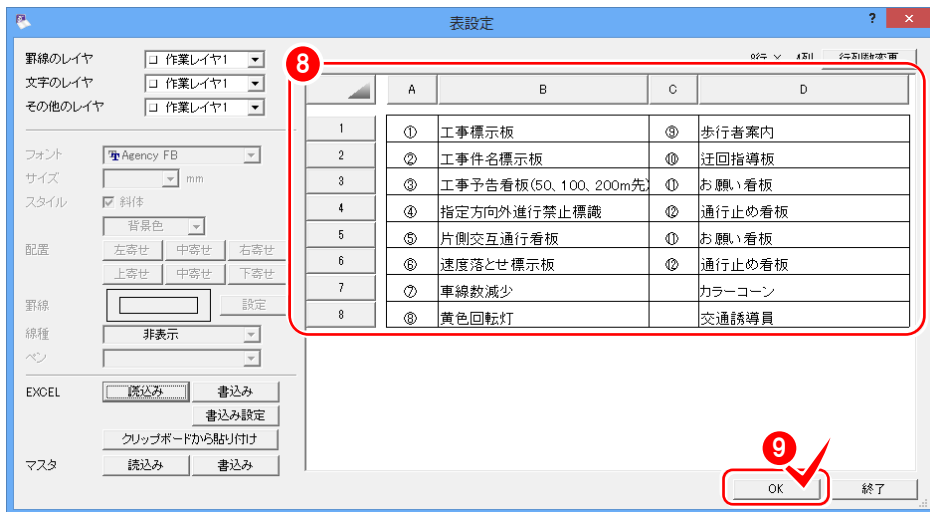 表設定
? ×
罫線のレイヤ ロ 作業レイヤ1
文字のレイヤ ロ 作業レイヤ1
その他のレイヤ ロ 作業レイヤ1
フォント Agency FB
サイズ mm
スタイル 斜体
背景色
配置 左寄せ 中寄せ 右寄せ
上寄せ 中寄せ 下寄せ
罫線 設定
線種 非表示
ペン
EXCEL 読込み 書込み
書込み設定
クリップボードから貼り付け
マスタ 読込み 書込み
8
行列数変更
A B C D
1 ① 工事標示板 ⑨ 歩行者案内
2 ② 工事件名標示板 ⑩ 迂回指導板
3 ③ 工事予告看板(50、100、200m先) ⑪ お願い看板
4 ④ 指定方向外進行禁止標識 ⑫ 通行止め看板
5 ⑤ 片側交互通行看板 ⑪ お願い看板
6 ⑥ 速度落とせ標示板 ⑫ 通行止め看板
7 ⑦ 車線数減少 カラーコーン
8 ⑧ 黄色回転灯 交通誘導員
9
OK 終了